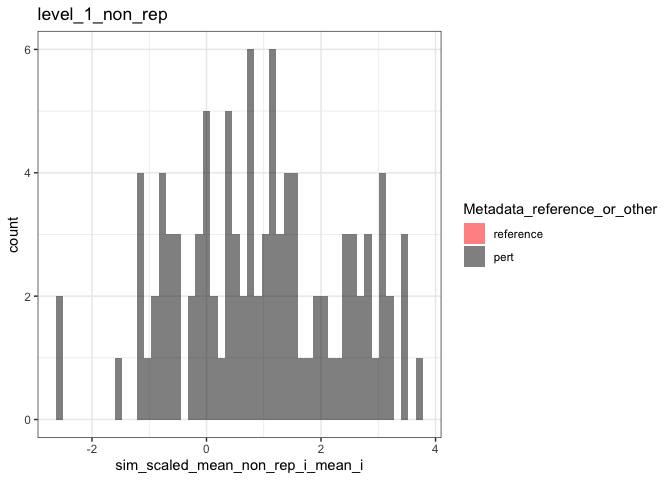 level_1_non_rep
6
4
2
0
count
-2
0
2
4
sim_scaled_mean_non_rep_i_mean_i
Metadata_reference_or_other
reference
pert